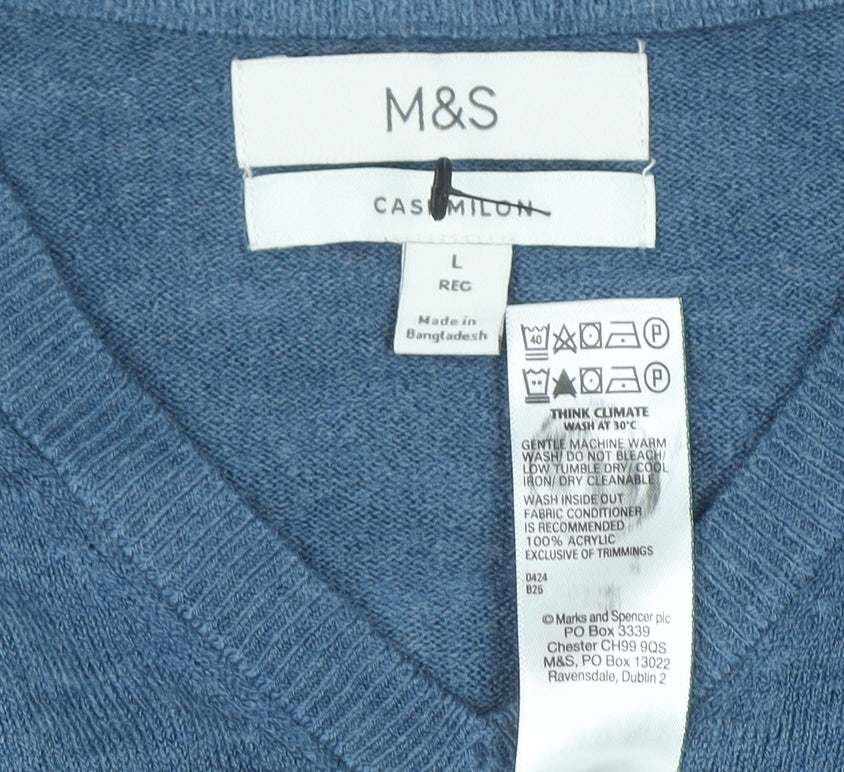 M&S
CASHMILON
L
REG
Made in
Bangladesh
40
P
P
THINK CLIMATE
WASH AT 30°C
GENTLE MACHINE WARM
WASH/ DO NOT BLEACH/
LOW TUMBLE DRY/ COOL
IRON/ DRY CLEANABLE
WASH INSIDE OUT
FABRIC CONDITIONER
IS RECOMMENDED
100% ACRYLIC
EXCLUSIVE OF TRIMMINGS
0424
B25
© Marks and Spencer plc
PO Box 3339
Chester CH99 9QS
M&S, PO Box 13022
Ravensdale, Dublin 2